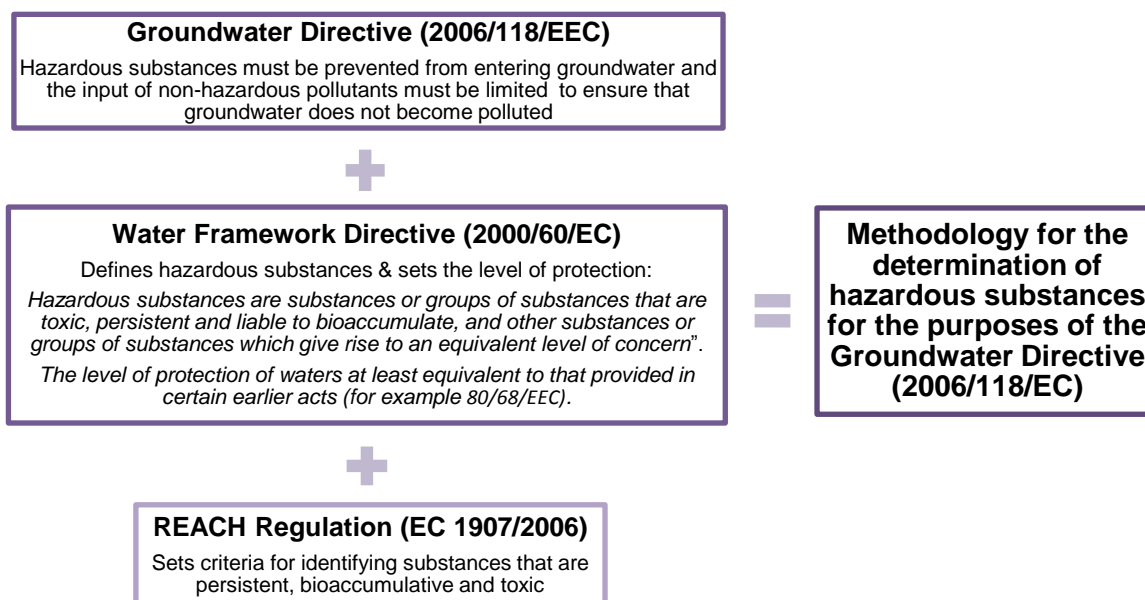 Groundwater Directive (2006/118/EEC)
Hazardous substances must be prevented from entering groundwater and
the input of non-hazardous pollutants must be limited to ensure that
groundwater does not become polluted
Water Framework Directive (2000/60/EC)
Defines hazardous substances & sets the level of protection:
Hazardous substances are substances or groups of substances that are
toxic, persistent and liable to bioaccumulate, and other substances or
groups of substances which give rise to an equivalent level of concern”.
The level of protection of waters at least equivalent to that provided in
certain earlier acts (for example 80/68/EEC).
Methodology for the
determination of
hazardous substances
for the purposes of the
Groundwater Directive
(2006/118/EC)
REACH Regulation (EC 1907/2006)
Sets criteria for identifying substances that are
persistent, bioaccumulative and toxic